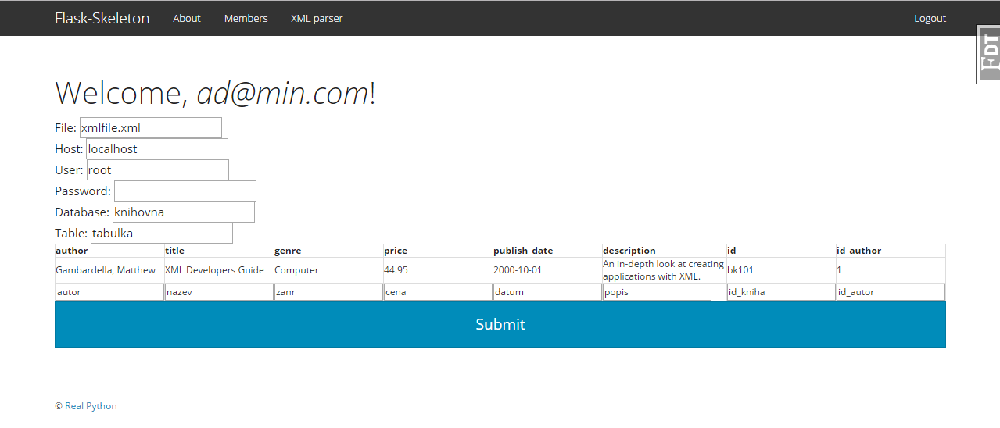 Flask-Skeleton About Members XML parser Logout
FDT
Welcome, ad@min.com!
File: xmlfile.xml
Host: localhost
User: root
Password:
Database: knihovna
Table: tabulka
author title genre price publish_date description id id_author
Gambardella, Matthew XML Developers Guide Computer 44.95 2000-10-01 An in-depth look at creating applications with XML. bk101 1
autor nazev zanr cena datum popis id_kniha id_autor
Submit
© Real Python